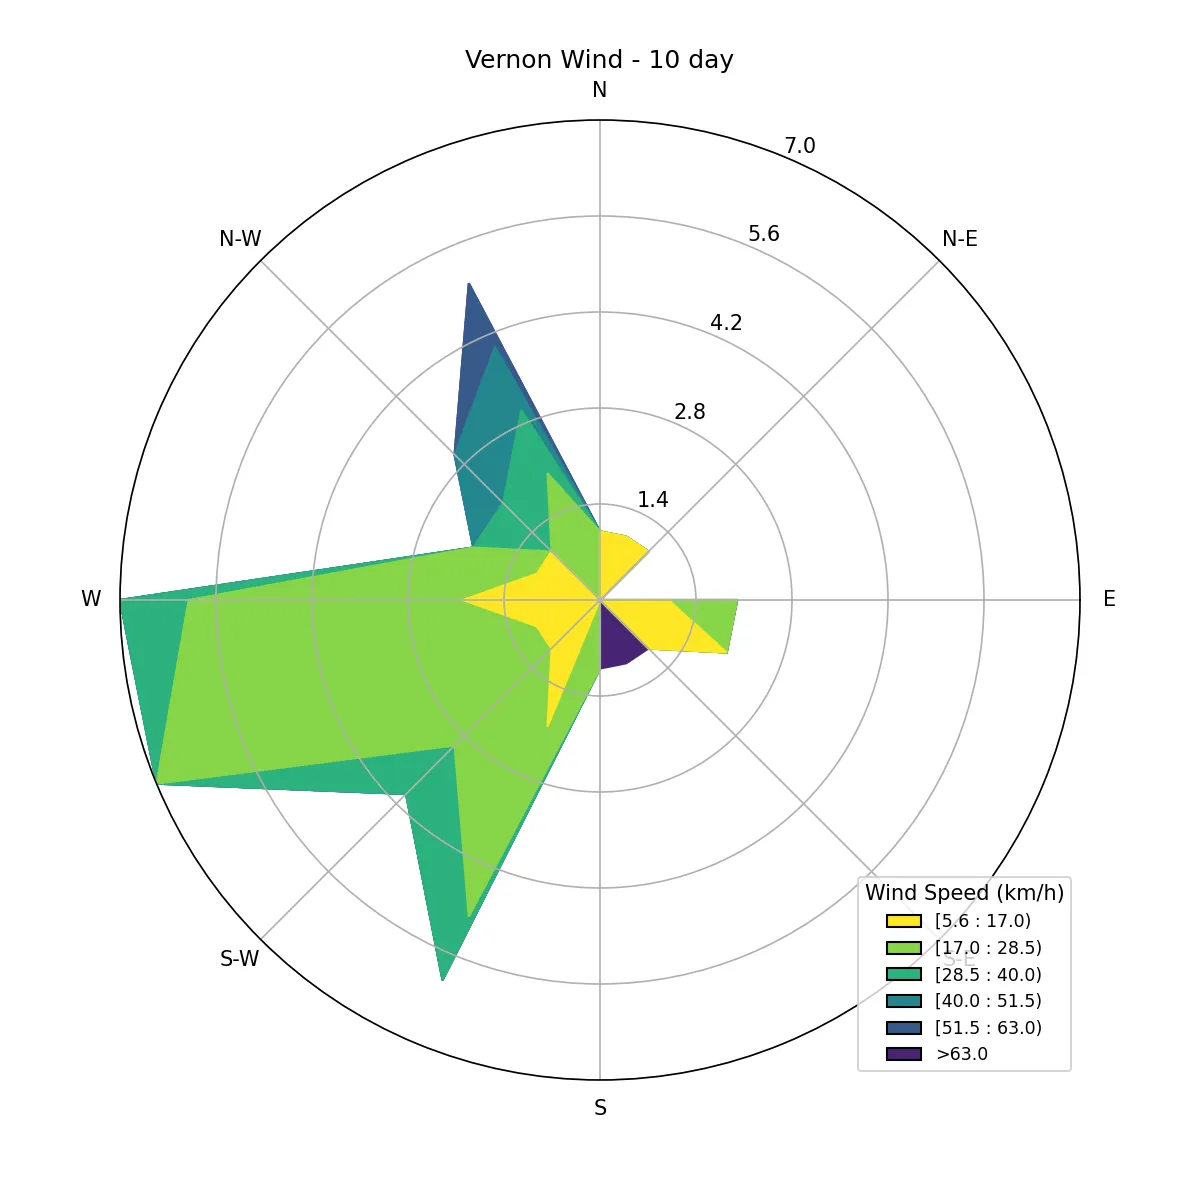 Vernon Wind - 10 day
N
7.0
N-W
5.6
N-E
4.2
2.8
1.4
W
E
S-W
S-E
S
Wind Speed (km/h)
[5.6 : 17.0)
[17.0 : 28.5)
[28.5 : 40.0)
[40.0 : 51.5)
[51.5 : 63.0)
>63.0